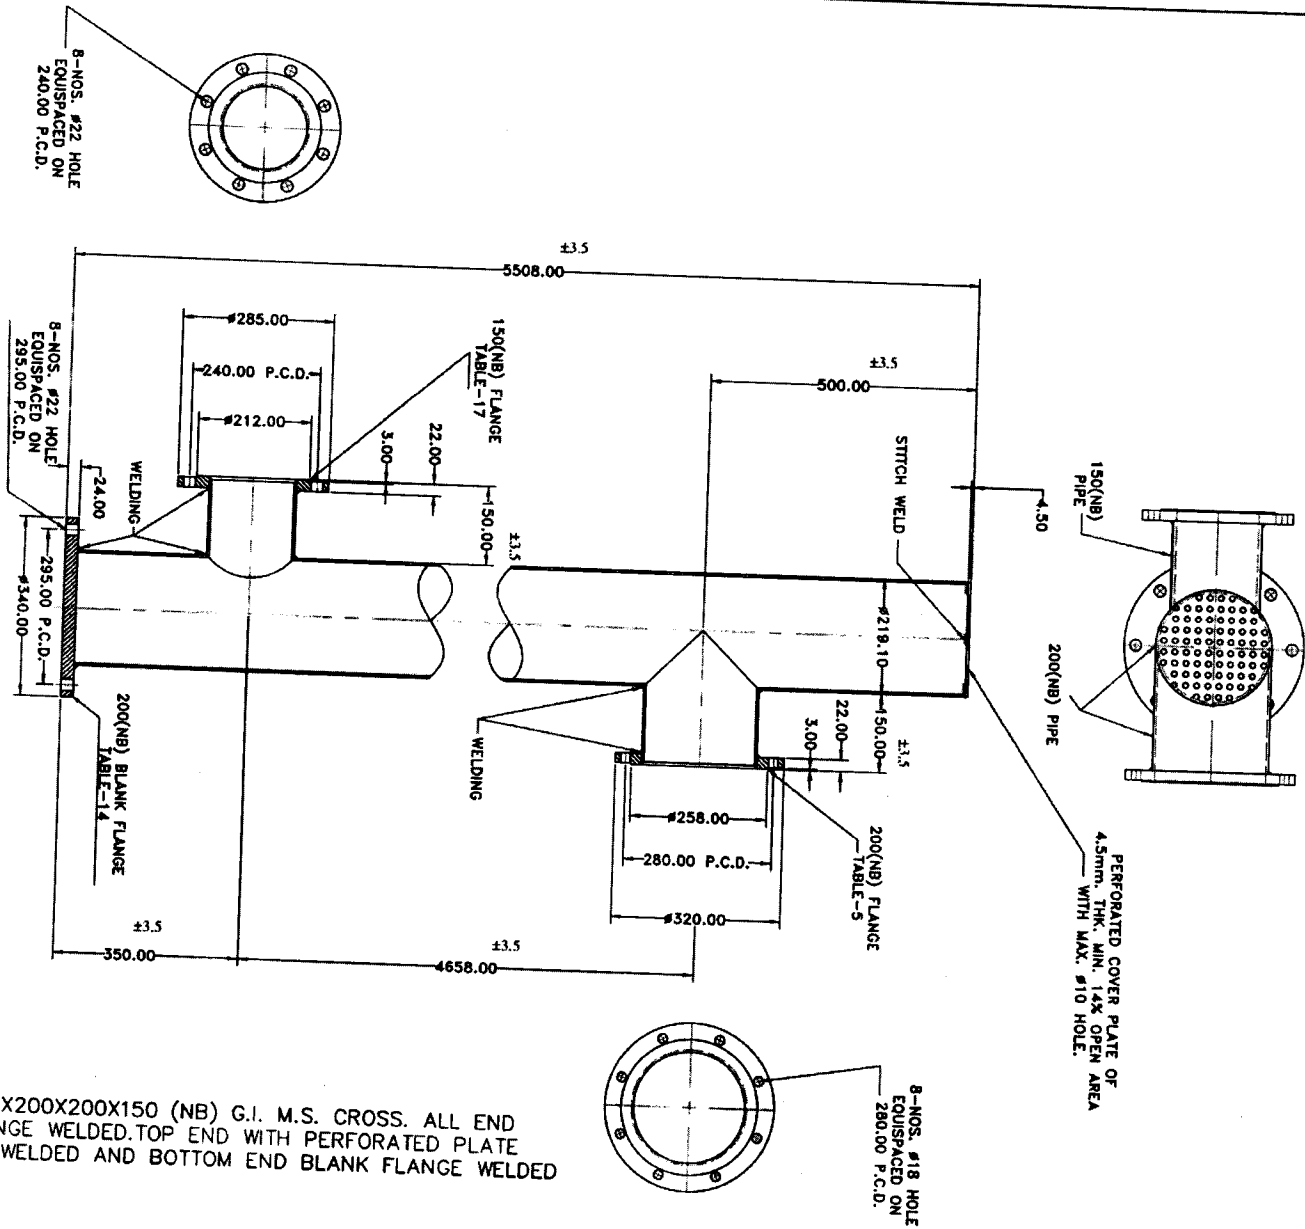 8-NOS. ø22 HOLE
EQUISPACED ON
240.00 P.C.D.
±3.5
5508.00
ø285.00
240.00 P.C.D.
ø212.00
150(NB) FLANGE
TABLE-17
3.00
22.00
150.00
±3.5
±3.5
500.00
STITCH WELD
4.50
150(NB)
PIPE
200(NB) PIPE
8-NOS. ø22 HOLE
EQUISPACED ON
295.00 P.C.D.
24.00
WELDING
295.00 P.C.D.
ø340.00
200(NB) BLANK FLANGE
TABLE-14
ø219.10
150.00
±3.5
22.00
3.00
WELDING
ø258.00
280.00 P.C.D.
ø320.00
200(NB) FLANGE
TABLE-5
PERFORATED COVER PLATE OF
4.5mm. THK. MIN. 14% OPEN AREA
WITH MAX. ø10 HOLE.
±3.5
350.00
±3.5
4658.00
8-NOS. ø18 HOLE
EQUISPACED ON
280.00 P.C.D.
X200X200X150 (NB) G.I. M.S. CROSS. ALL END
NGE WELDED.TOP END WITH PERFORATED PLATE
WELDED AND BOTTOM END BLANK FLANGE WELDED